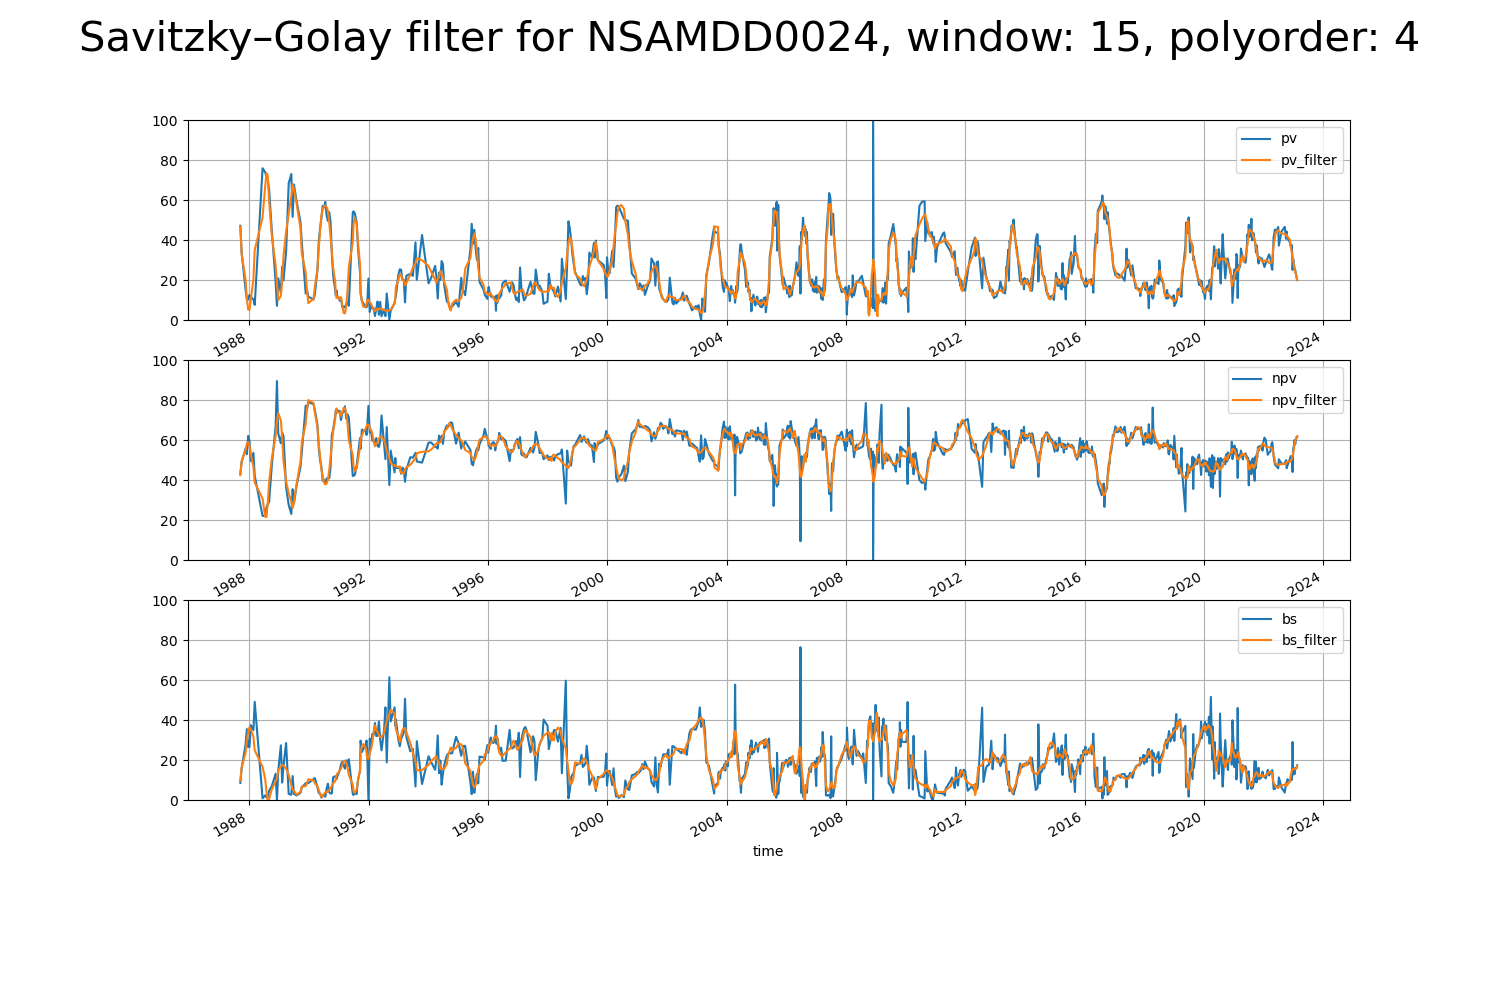 Savitzky–Golay filter for NSAMDD0024, window: 15, polyorder: 4
100
80
60
40
20
0
pv
pv_filter
1988 1992 1996 2000 2004 2008 2012 2016 2020 2024
100
80
60
40
20
0
npv
npv_filter
1988 1992 1996 2000 2004 2008 2012 2016 2020 2024
100
80
60
40
20
0
bs
bs_filter
1988 1992 1996 2000 2004 2008 2012 2016 2020 2024
time